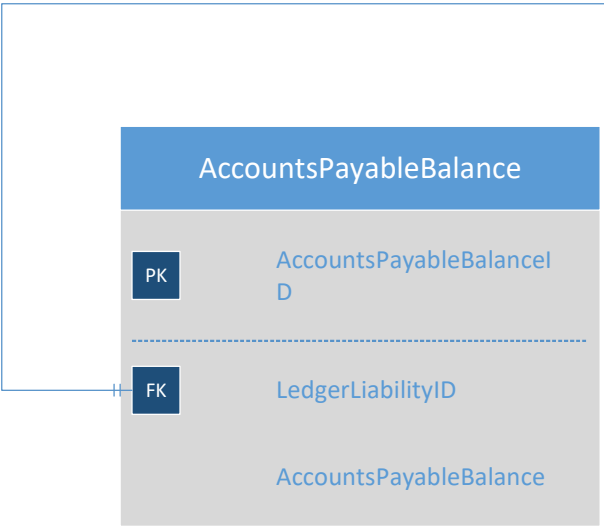 AccountsPayableBalance
PK
AccountsPayableBalanceI
D
FK
LedgerLiabilityID
AccountsPayableBalance